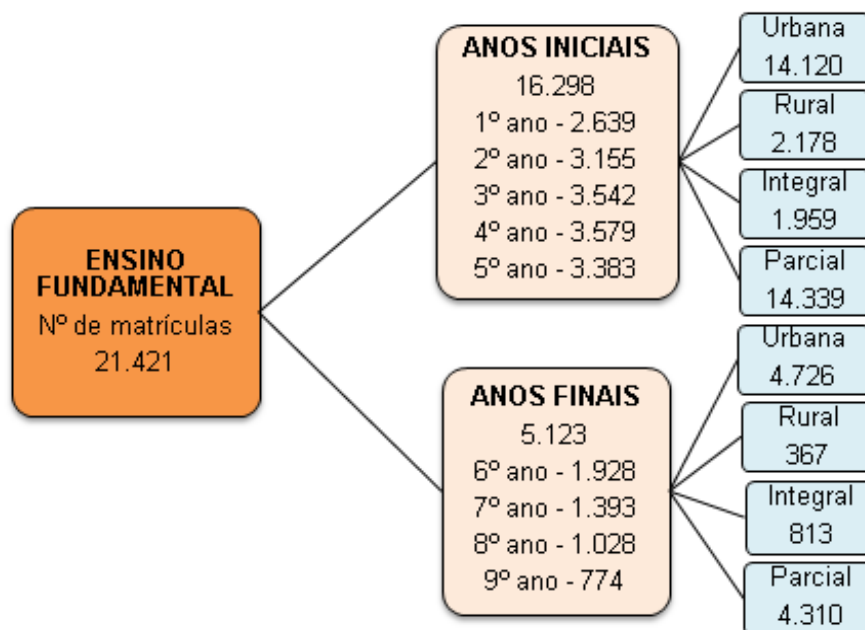 ENSINO
FUNDAMENTAL
Nº de matrículas
21.421
ANOS INICIAIS
16.298
1º ano - 2.639
2º ano - 3.155
3º ano - 3.542
4º ano - 3.579
5º ano - 3.383
Urbana
14.120
Rural
2.178
Integral
1.959
Parcial
14.339
ANOS FINAIS
5.123
6º ano - 1.928
7º ano - 1.393
8º ano - 1.028
9º ano - 774
Urbana
4.726
Rural
367
Integral
813
Parcial
4.310